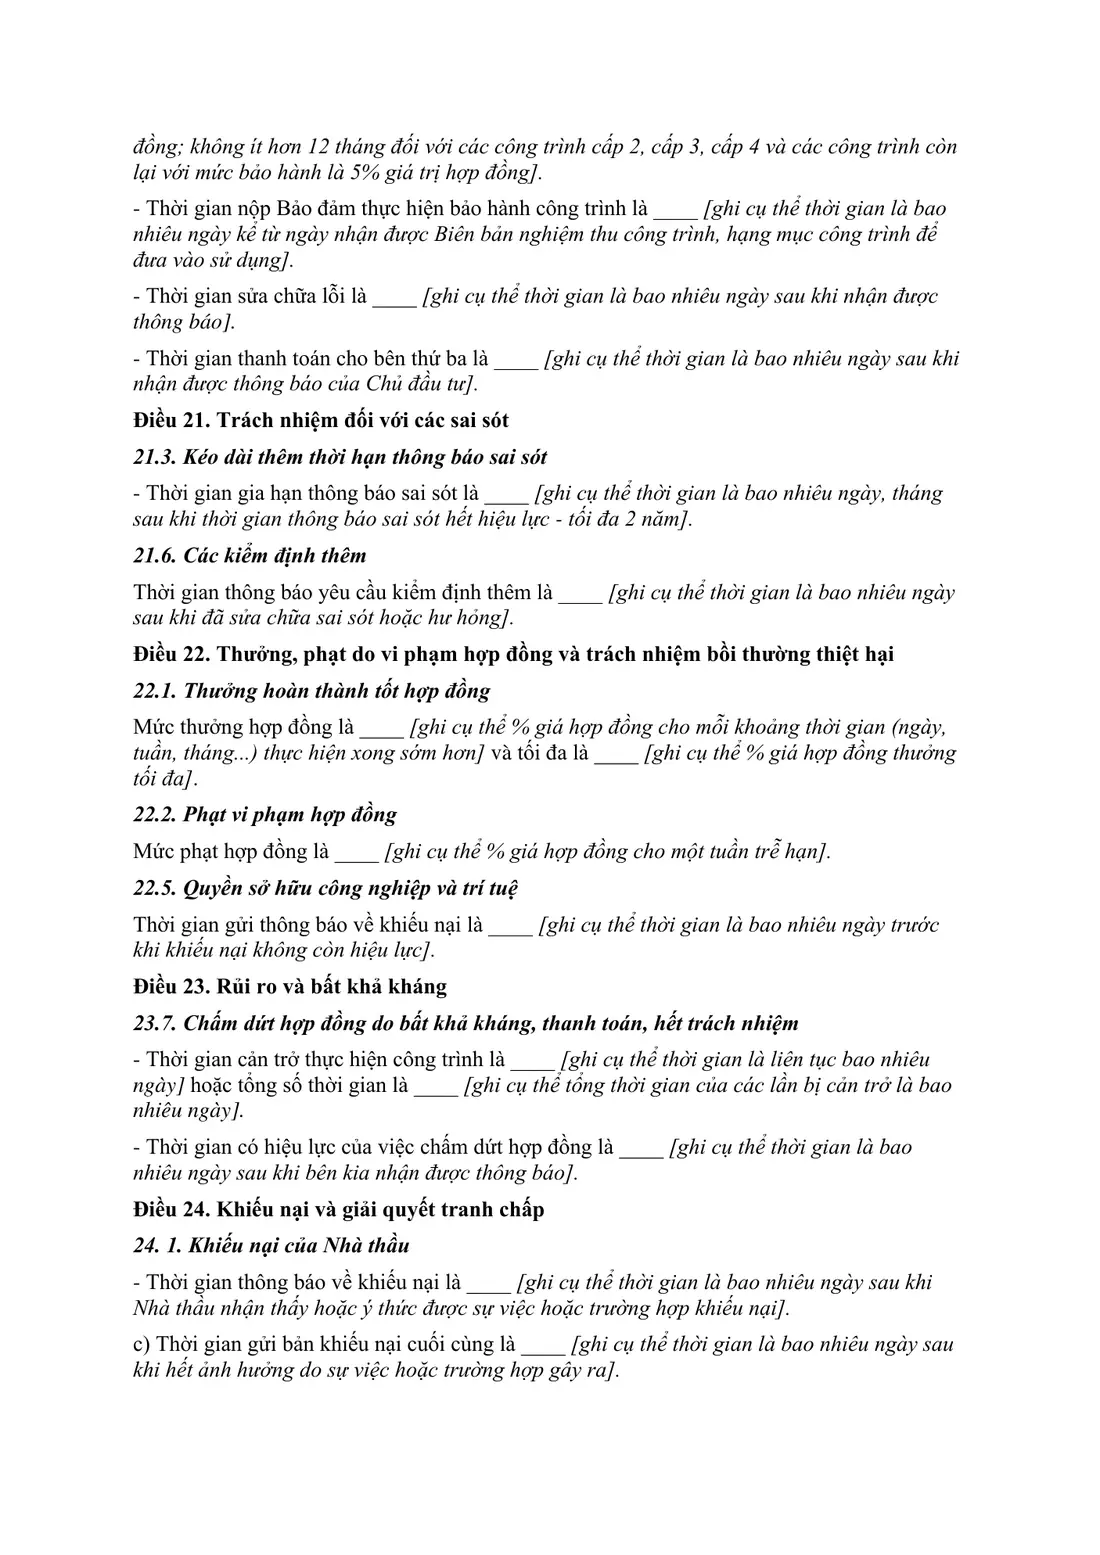 đồng; không ít hơn 12 tháng đối với các công trình cấp 2, cấp 3, cấp 4 và các công trình còn
lại với mức bảo hành là 5% giá trị hợp đồng].
- Thời gian nộp Bảo đảm thực hiện bảo hành công trình là ____ [ghi cụ thể thời gian là bao
nhiêu ngày kể từ ngày nhận được Biên bản nghiệm thu công trình, hạng mục công trình để
đưa vào sử dụng].
- Thời gian sửa chữa lỗi là ____ [ghi cụ thể thời gian là bao nhiêu ngày sau khi nhận được
thông báo].
- Thời gian thanh toán cho bên thứ ba là ____ [ghi cụ thể thời gian là bao nhiêu ngày sau khi
nhận được thông báo của Chủ đầu tư].
Điều 21. Trách nhiệm đối với các sai sót
21.3. Kéo dài thêm thời hạn thông báo sai sót
- Thời gian gia hạn thông báo sai sót là ____ [ghi cụ thể thời gian là bao nhiêu ngày, tháng
sau khi thời gian thông báo sai sót hết hiệu lực - tối đa 2 năm].
21.6. Các kiểm định thêm
Thời gian thông báo yêu cầu kiểm định thêm là ____ [ghi cụ thể thời gian là bao nhiêu ngày
sau khi đã sửa chữa sai sót hoặc hư hỏng].
Điều 22. Thưởng, phạt do vi phạm hợp đồng và trách nhiệm bồi thường thiệt hại
22.1. Thưởng hoàn thành tốt hợp đồng
Mức thưởng hợp đồng là ____ [ghi cụ thể % giá hợp đồng cho mỗi khoảng thời gian (ngày,
tuần, tháng...) thực hiện xong sớm hơn] và tối đa là ____ [ghi cụ thể % giá hợp đồng thưởng
tối đa].
22.2. Phạt vi phạm hợp đồng
Mức phạt hợp đồng là ____ [ghi cụ thể % giá hợp đồng cho một tuần trễ hạn].
22.5. Quyền sở hữu công nghiệp và trí tuệ
Thời gian gửi thông báo về khiếu nại là ____ [ghi cụ thể thời gian là bao nhiêu ngày trước
khi khiếu nại không còn hiệu lực].
Điều 23. Rủi ro và bất khả kháng
23.7. Chấm dứt hợp đồng do bất khả kháng, thanh toán, hết trách nhiệm
- Thời gian cản trở thực hiện công trình là ____ [ghi cụ thể thời gian là liên tục bao nhiêu
ngày] hoặc tổng số thời gian là ____ [ghi cụ thể tổng thời gian của các lần bị cản trở là bao
nhiêu ngày].
- Thời gian có hiệu lực của việc chấm dứt hợp đồng là ____ [ghi cụ thể thời gian là bao
nhiêu ngày sau khi bên kia nhận được thông báo].
Điều 24. Khiếu nại và giải quyết tranh chấp
24. 1. Khiếu nại của Nhà thầu
- Thời gian thông báo về khiếu nại là ____ [ghi cụ thể thời gian là bao nhiêu ngày sau khi
Nhà thầu nhận thấy hoặc ý thức được sự việc hoặc trường hợp khiếu nại].
c) Thời gian gửi bản khiếu nại cuối cùng là ____ [ghi cụ thể thời gian là bao nhiêu ngày sau
khi hết ảnh hưởng do sự việc hoặc trường hợp gây ra].